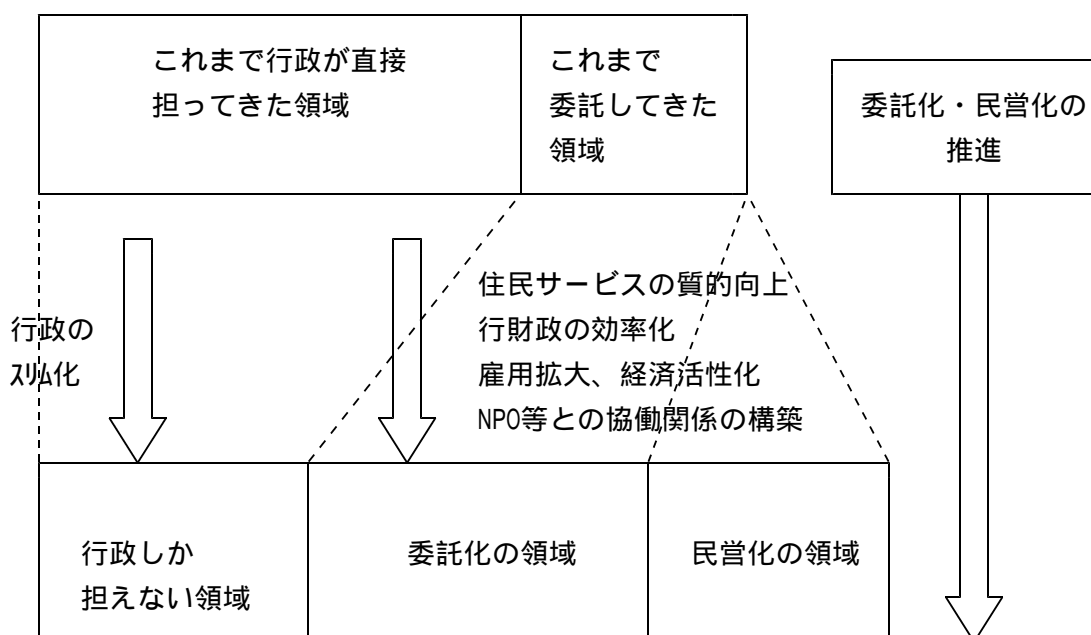 これまで行政が直接
担ってきた領域
これまで
委託してきた
領域
委託化・民営化の
推進
住民サービスの質的向上
行財政の効率化
雇用拡大、経済活性化
NPO等との協働関係の構築
行政の
ｽﾘﾑ化
行政しか
担えない領域
委託化の領域
民営化の領域